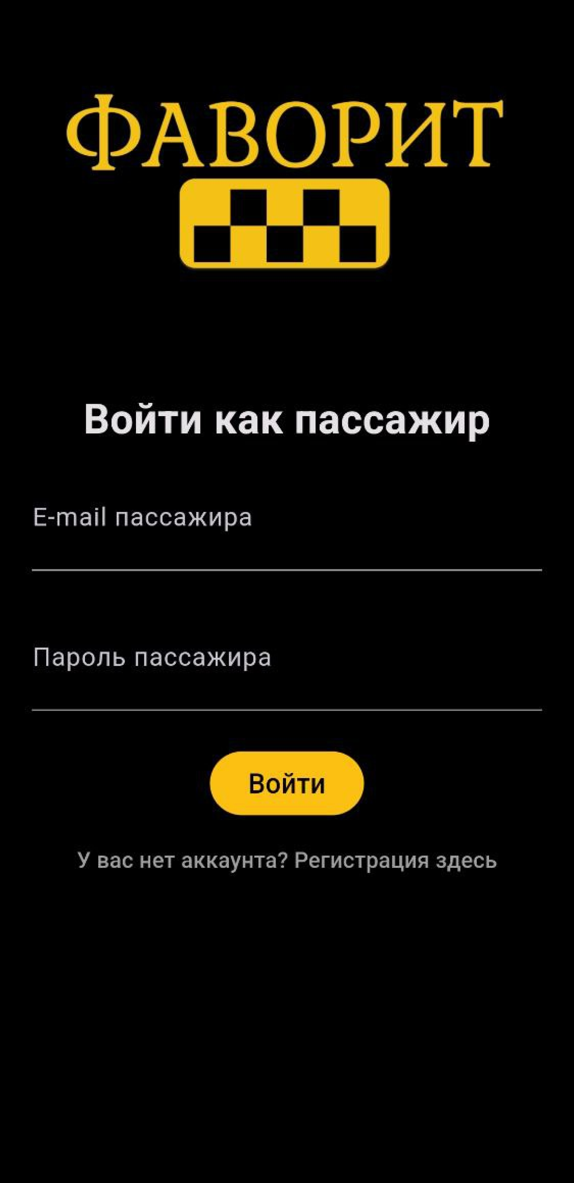 ФАВОРИТ
Войти как пассажир
E-mail пассажира
Пароль пассажира
Войти
У вас нет аккаунта? Регистрация здесь